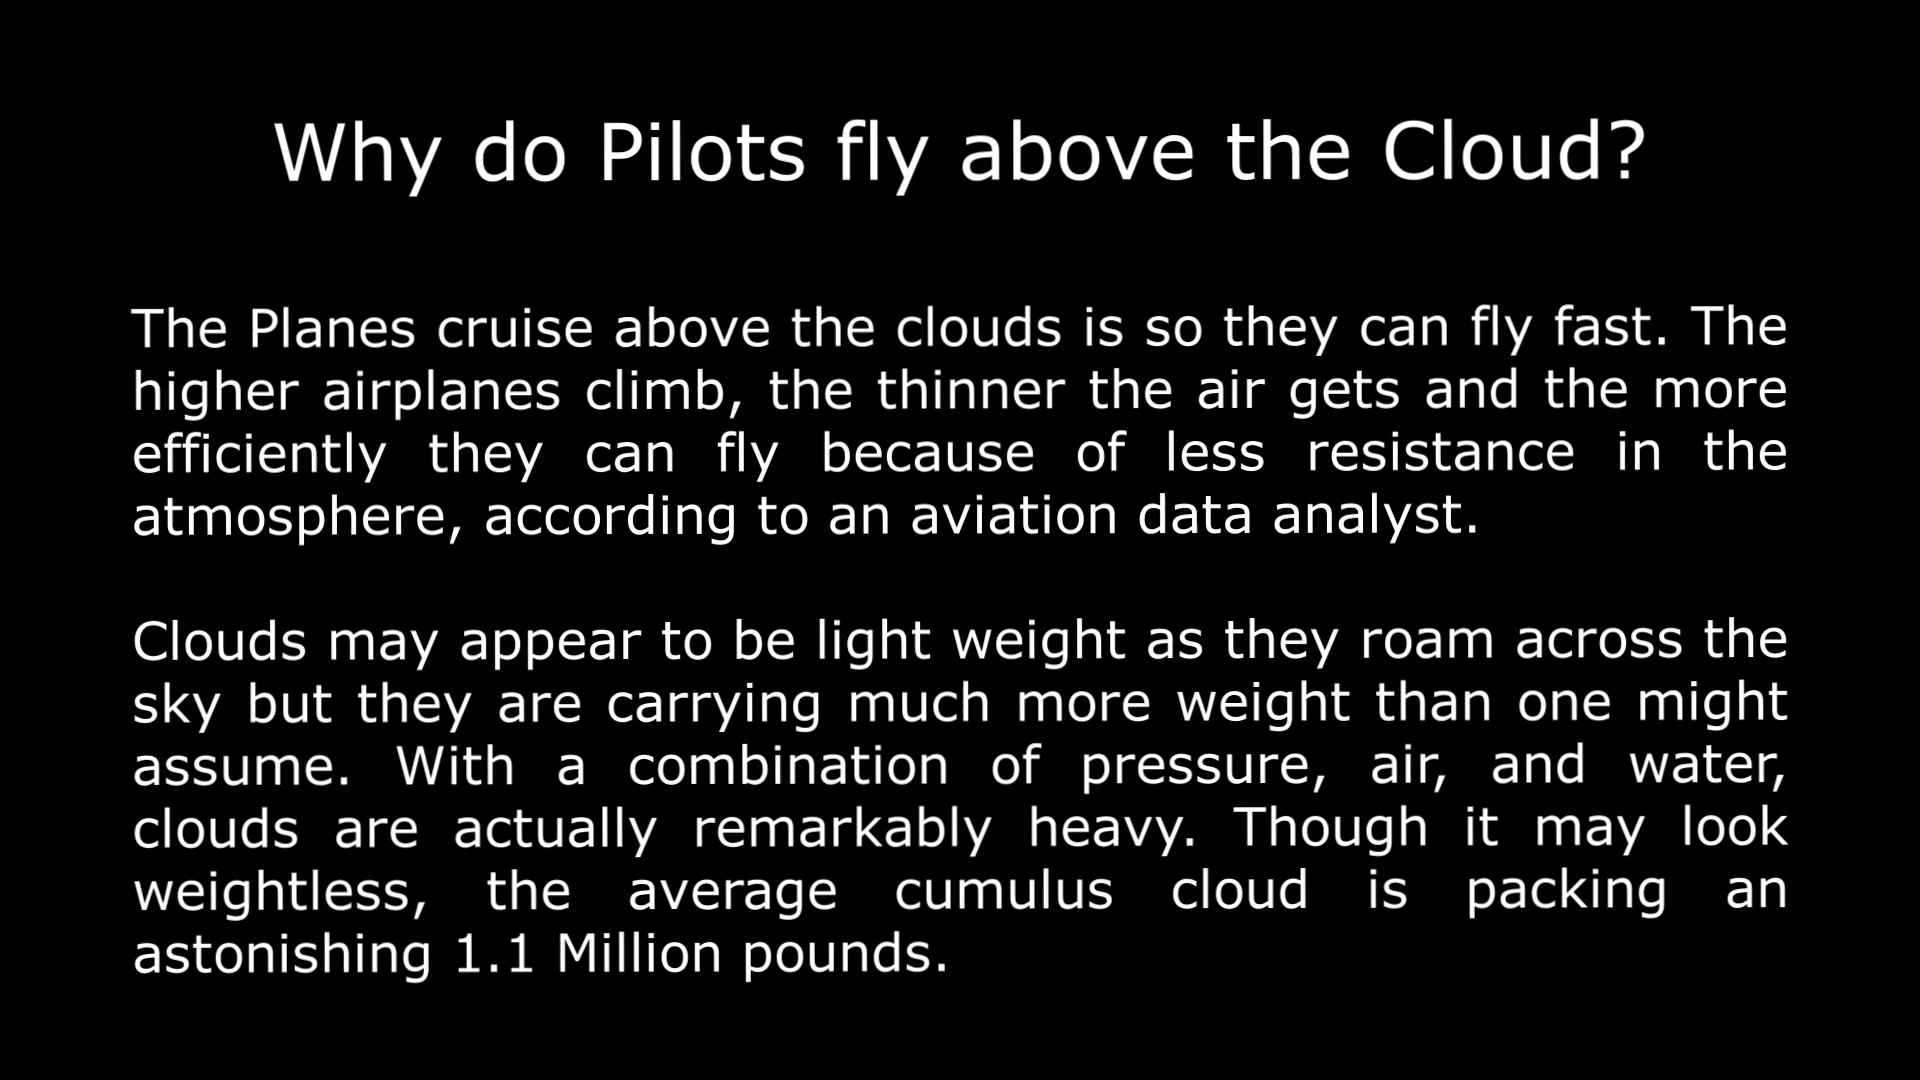 Why do Pilots fly above the Cloud?
The Planes cruise above the clouds is so they can fly fast. The
higher airplanes climb, the thinner the air gets and the more
efficiently they can fly because of less resistance in the
atmosphere, according to an aviation data analyst.
Clouds may appear to be light weight as they roam across the
sky but they are carrying much more weight than one might
assume. With a combination of pressure, air, and water,
clouds are actually remarkably heavy. Though it may look
weightless, the average cumulus cloud is packing an
astonishing 1.1 Million pounds.